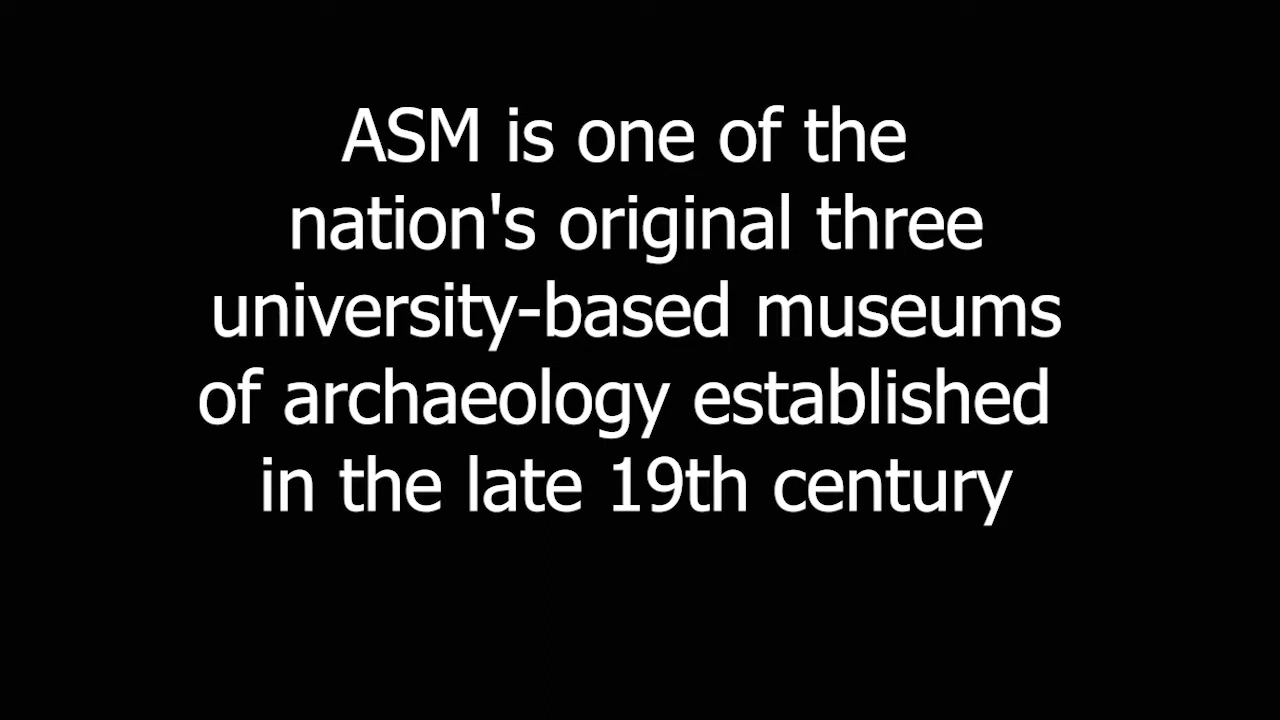 ASM is one of the
nation's original three
university-based museums
of archaeology established
in the late 19th century